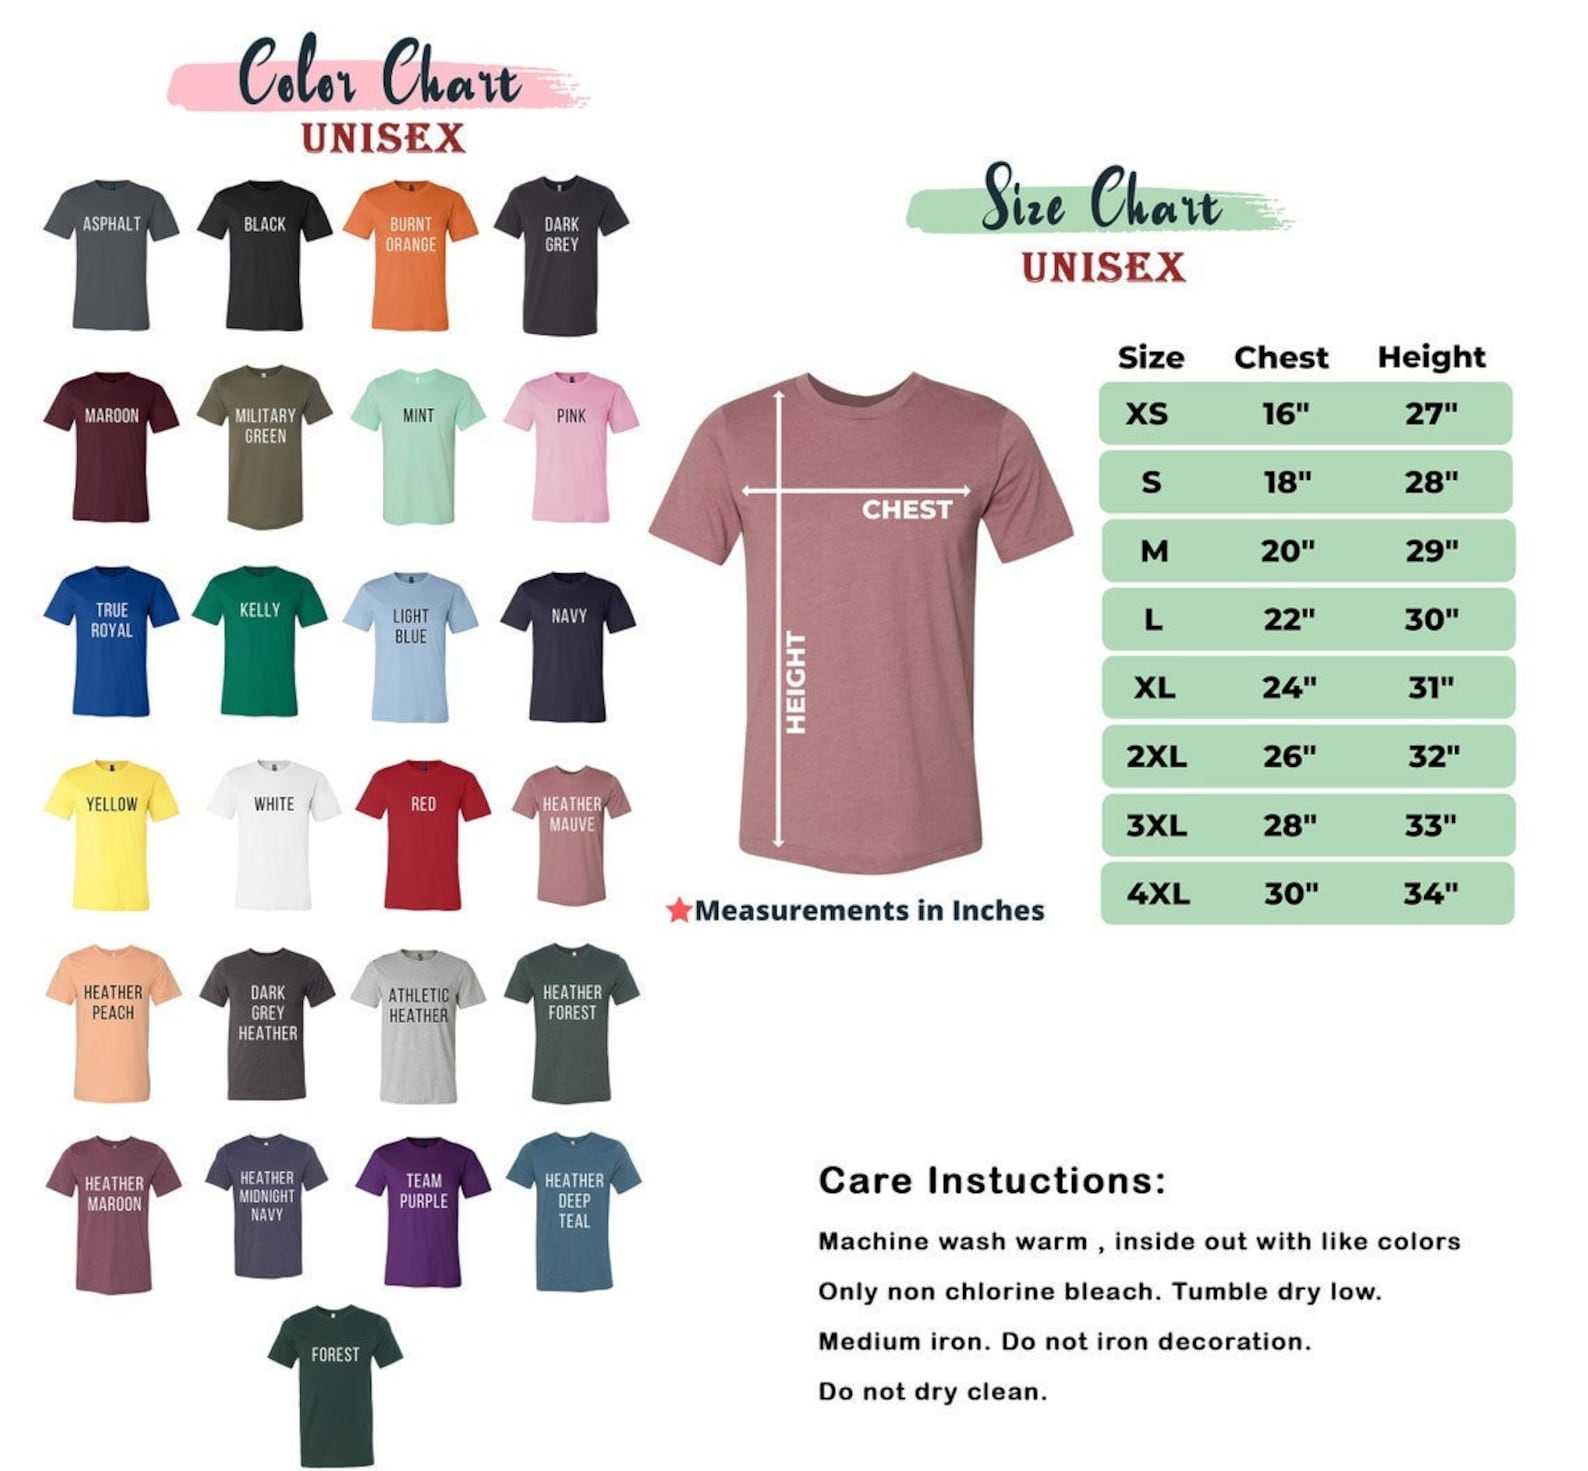 Color Chart
UNISEX
ASPHALT
BLACK
BURNT
ORANGE
DARK
GREY
MAROON
MILITARY
GREEN
MINT
PINK
TRUE
ROYAL
KELLY
LIGHT
BLUE
NAVY
YELLOW
WHITE
RED
HEATHER
MAUVE
HEATHER
PEACH
DARK
GREY
HEATHER
ATHLETIC
HEATHER
HEATHER
FOREST
HEATHER
MAROON
HEATHER
MIDNIGHT
NAVY
TEAM
PURPLE
HEATHER
DEEP
TEAL
FOREST
Size Chart
UNISEX
CHEST
HEIGHT
Measurements in Inches
Size Chest Height
XS 16" 27"
S 18" 28"
M 20" 29"
L 22" 30"
XL 24" 31"
2XL 26" 32"
3XL 28" 33"
4XL 30" 34"
Care Instuctions:
Machine wash warm , inside out with like colors
Only non chlorine bleach. Tumble dry low.
Medium iron. Do not iron decoration.
Do not dry clean.